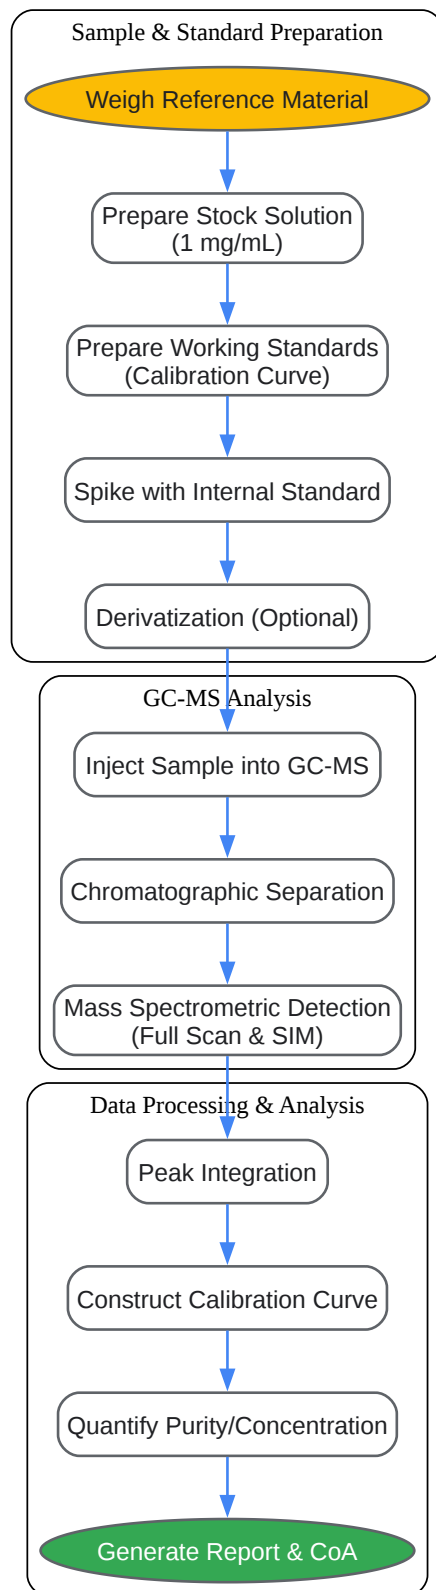 Sample & Standard Preparation
Weigh Reference Material
Prepare Stock Solution
(1 mg/mL)
Prepare Working Standards
(Calibration Curve)
Spike with Internal Standard
Derivatization (Optional)
GC-MS Analysis
Inject Sample into GC-MS
Chromatographic Separation
Mass Spectrometric Detection
(Full Scan & SIM)
Data Processing & Analysis
Peak Integration
Construct Calibration Curve
Quantify Purity/Concentration
Generate Report & CoA